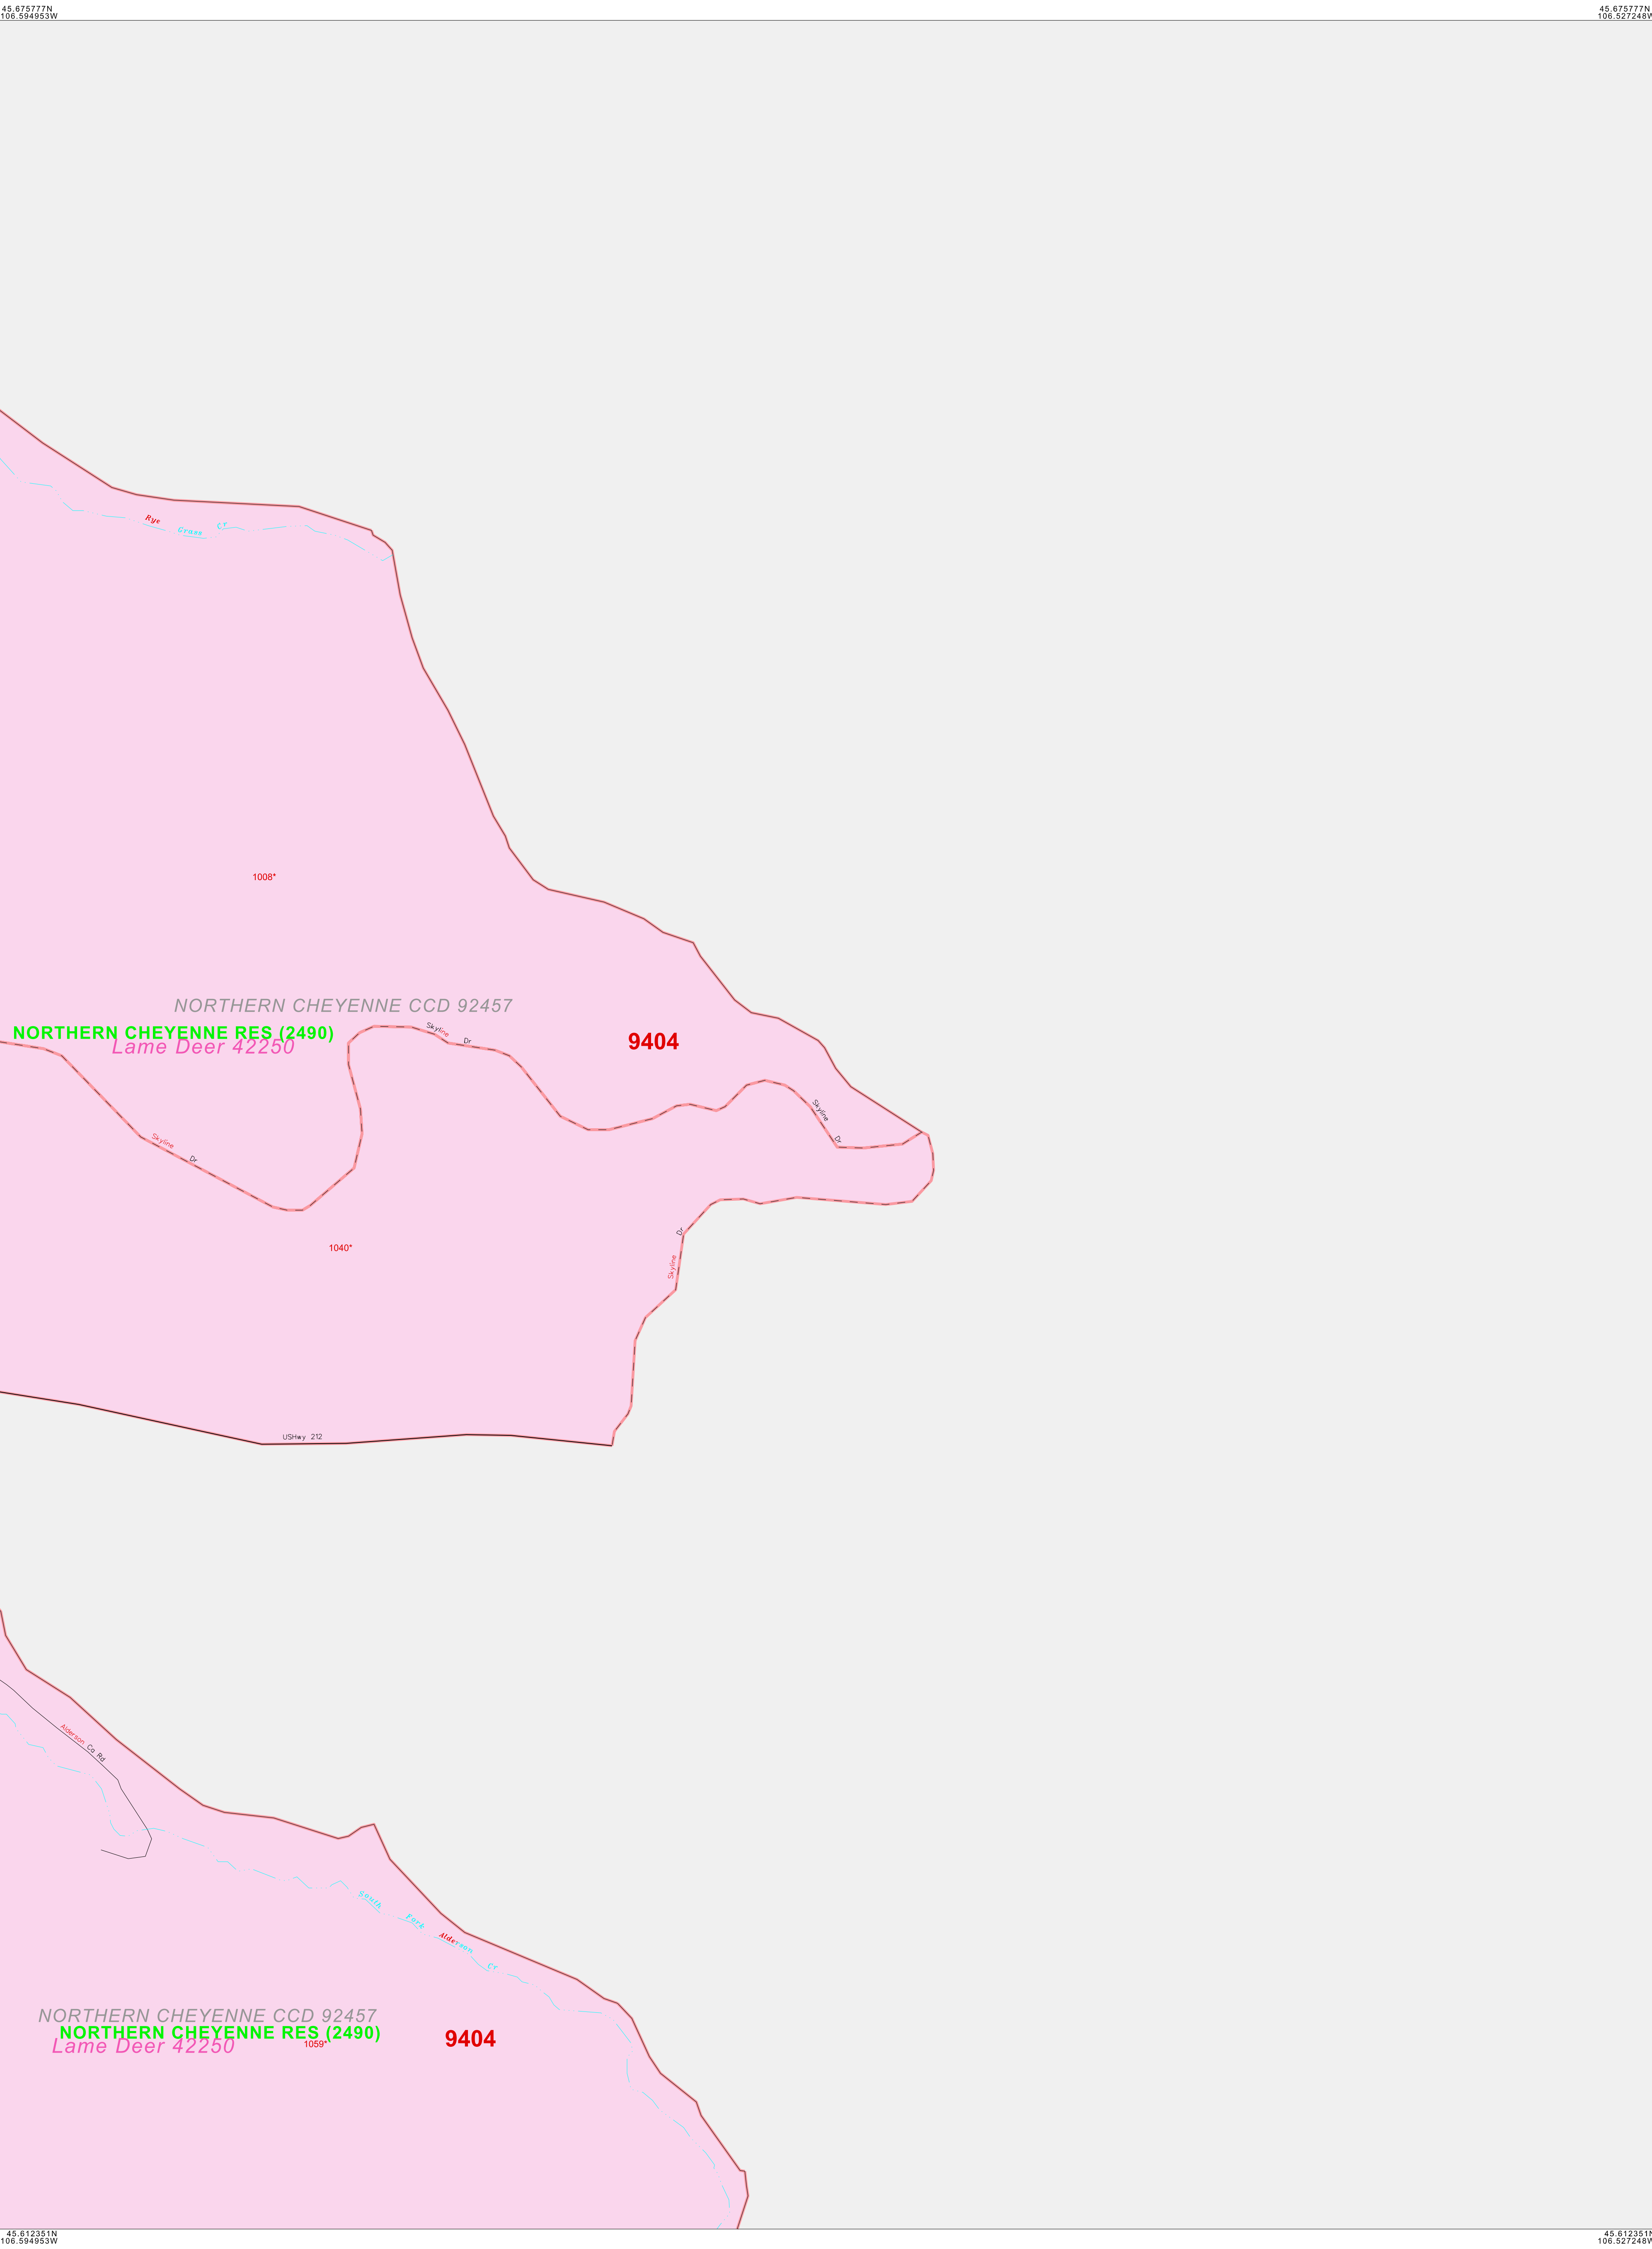 45.675777N
106.594953W
45.675777N
106.527248W
Rye Grass Cr
1008*
NORTHERN CHEYENNE CCD 92457
NORTHERN CHEYENNE RES (2490)
Lame Deer 42250
9404
Skyline Dr
Skyline Dr
Skyline Dr
Skyline Dr
1040*
USHwy 212
Alderson Ca Rd
South Fork Alderson Cr
NORTHERN CHEYENNE CCD 92457
NORTHERN CHEYENNE RES (2490)
Lame Deer 42250
1059*
9404
45.612351N
106.594953W
45.612351N
106.527248W